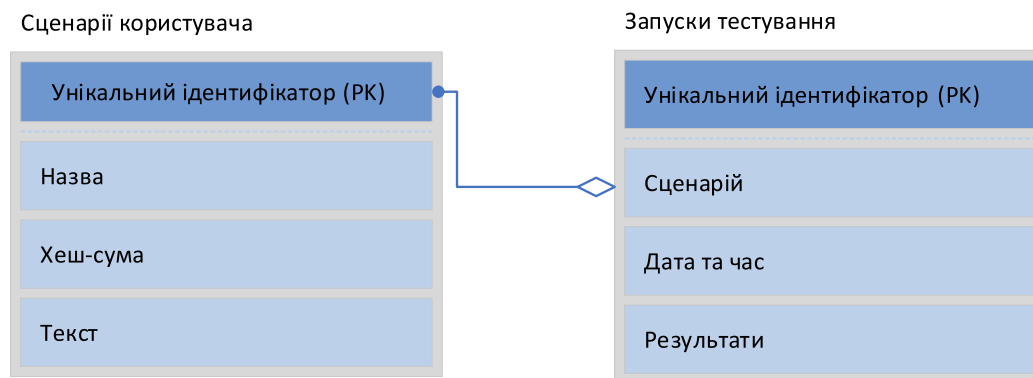 Сценарії користувача
Унікальний ідентифікатор (PK)
Назва
Хеш-сума
Текст
Запуски тестування
Унікальний ідентифікатор (PK)
Сценарій
Дата та час
Результати